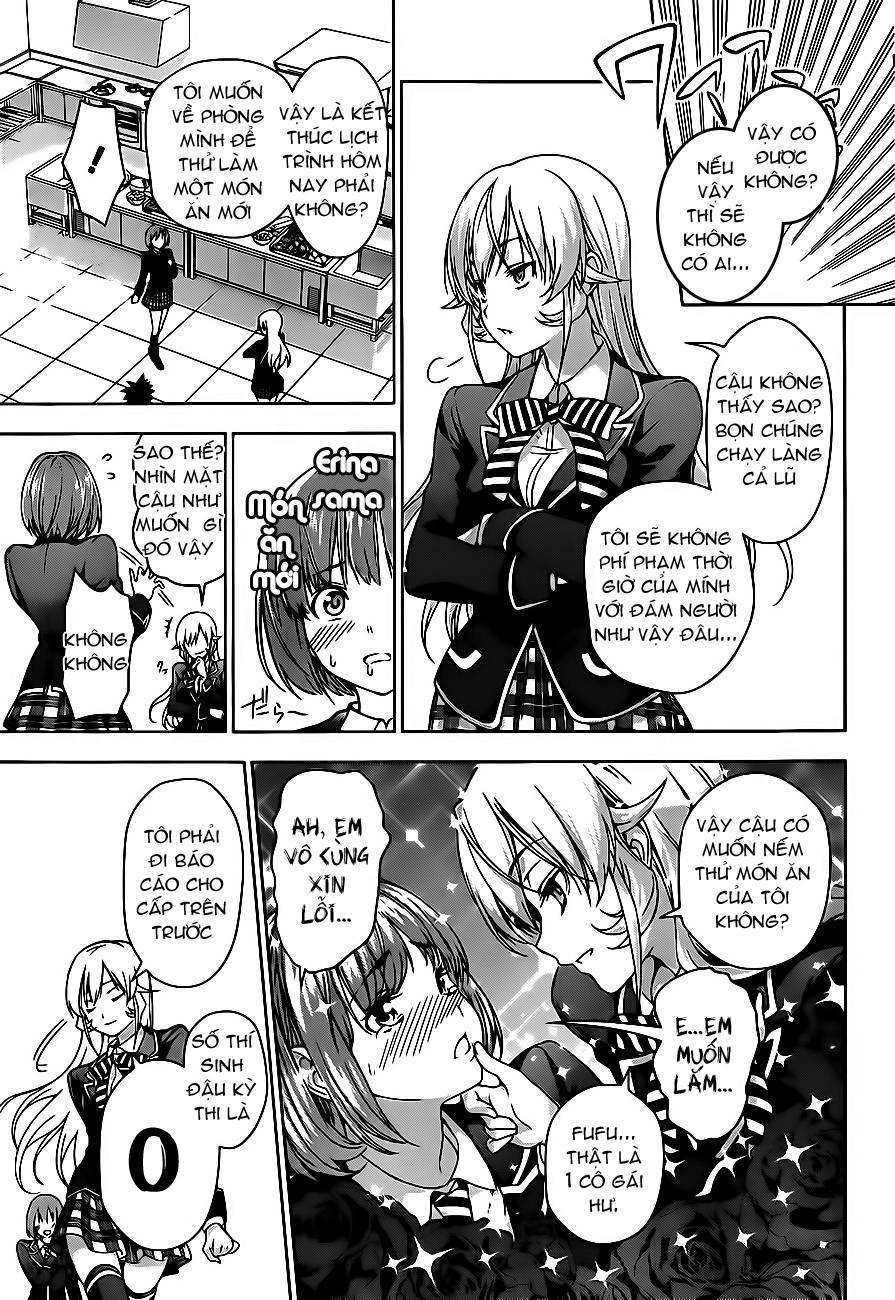 VẬY CÓ
ĐƯỢC
KHÔNG?
NẾU
VẬY
THÌ SẼ
KHÔNG
CÓ AI...
CẬU KHÔNG
THẤY SAO?
BỌN CHÚNG
CHẠY LÀNG
CẢ LŨ
TÔI SẼ KHÔNG
PHÍ PHẠM THỜI
GIỜ CỦA MÍNH
VỚI ĐÁM NGƯỜI
NHƯ VẬY ĐÂU...
VẬY LÀ KẾT
THÚC LỊCH
TRÌNH HÔM
NAY PHẢI
KHÔNG?
TÔI MUỐN
VỀ PHÒNG
MÌNH ĐỂ
THỬ LÀM
MỘT MÓN
ĂN MỚI
!
Erina
sama
Món
ăn
mới
だらー
SAO THẾ?
NHÌN MẶT
CẬU NHƯ
MUỐN GÌ
ĐÓ VẬY
KHÔNG
KHÔNG
VẬY CẬU CÓ
MUỐN NẾM
THỬ MÓN ĂN
CỦA TÔI
KHÔNG?
E...EM
MUỐN
LẮM...
FUFU...
THẬT LÀ
1 CÔ GÁI
HƯ.
AH, EM
VÔ CÙNG
XIN
LỖI...
TÔI PHẢI
ĐI BÁO
CÁO CHO
CẤP TRÊN
TRƯỚC
SỐ THÍ
SINH
ĐẬU KỲ
THI LÀ
0